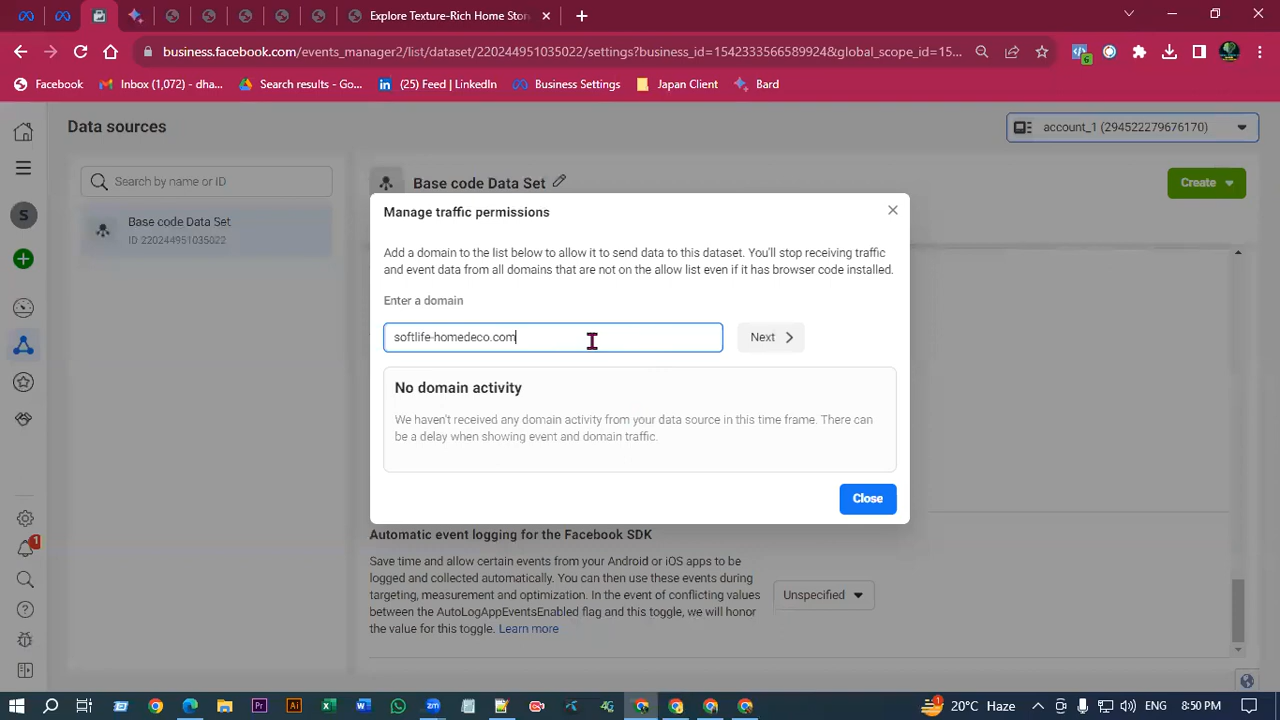 Explore Texture-Rich Home Stor
business.facebook.com/events_manager2/list/dataset/220244951035022/settings?business_id=1542333566589924&global_scope_id=15...
6
Facebook
Inbox (1,072) - dha...
Search results - Go...
(25) Feed | LinkedIn
Business Settings
Japan Client
Bard
Data sources
account_1 (294522279676170)
Search by name or ID
Base code Data Set
Create
S
Base code Data Set
ID 220244951035022
Manage traffic permissions
Add a domain to the list below to allow it to send data to this dataset. You'll stop receiving traffic
and event data from all domains that are not on the allow list even if it has browser code installed.
Enter a domain
softlife-homedeco.com
Next
No domain activity
We haven't received any domain activity from your data source in this time frame. There can
be a delay when showing event and domain traffic.
Close
Automatic event logging for the Facebook SDK
Save time and allow certain events from your Android or iOS apps to be
logged and collected automatically. You can then use these events during
targeting, measurement and optimization. In the event of conflicting values
between the AutoLogAppEventsEnabled flag and this toggle, we will honor
the value for this toggle. Learn more
Unspecified
1
Pr
Ai
zm
4G
1
20°C Haze
ENG
8:50 PM